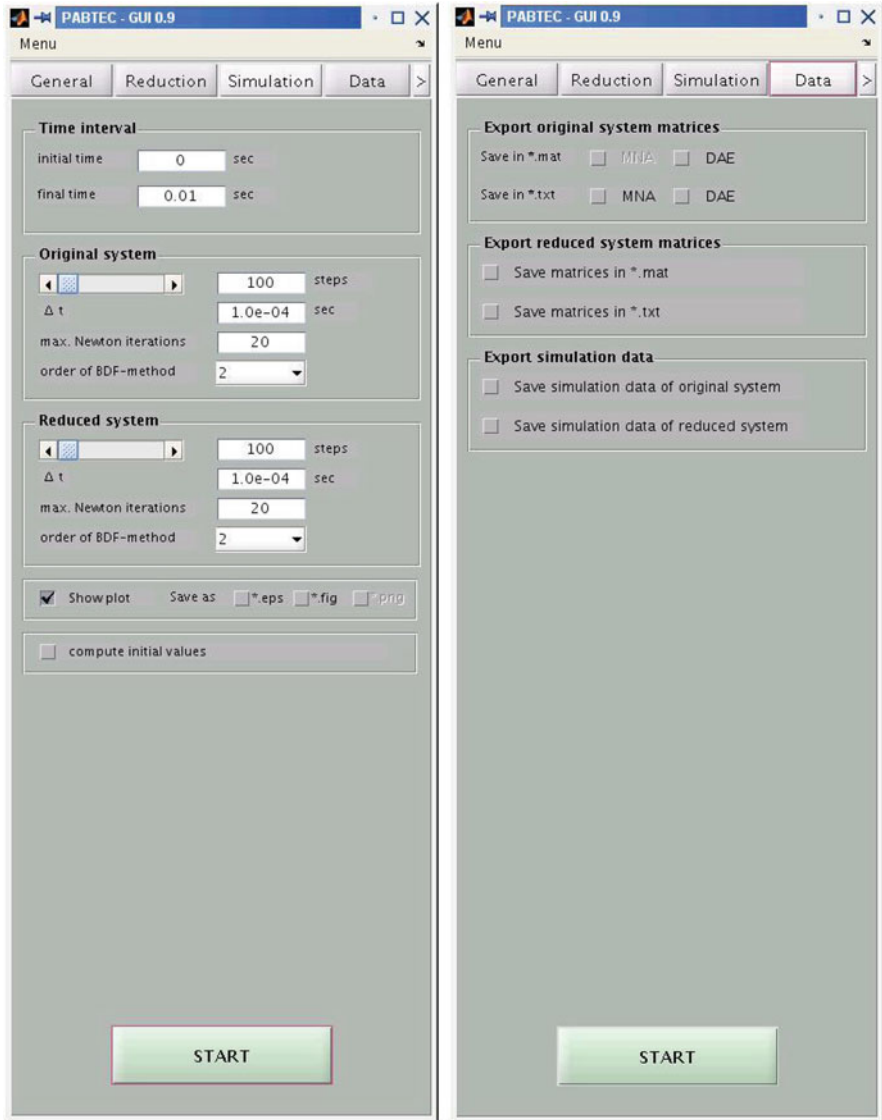 PABTEC - GUI 0.9
Menu
General Reduction Simulation Data >
Time interval
initial time 0 sec
final time 0.01 sec
Original system
100 steps
Δ t 1.0e-04 sec
max. Newton iterations 20
order of BDF-method 2
Reduced system
100 steps
Δ t 1.0e-04 sec
max. Newton iterations 20
order of BDF-method 2
Show plot Save as *.eps *.fig *.png
compute initial values
START
PABTEC - GUI 0.9
Menu
General Reduction Simulation Data >
Export original system matrices
Save in *.mat MNA DAE
Save in *.txt MNA DAE
Export reduced system matrices
Save matrices in *.mat
Save matrices in *.txt
Export simulation data
Save simulation data of original system
Save simulation data of reduced system
START